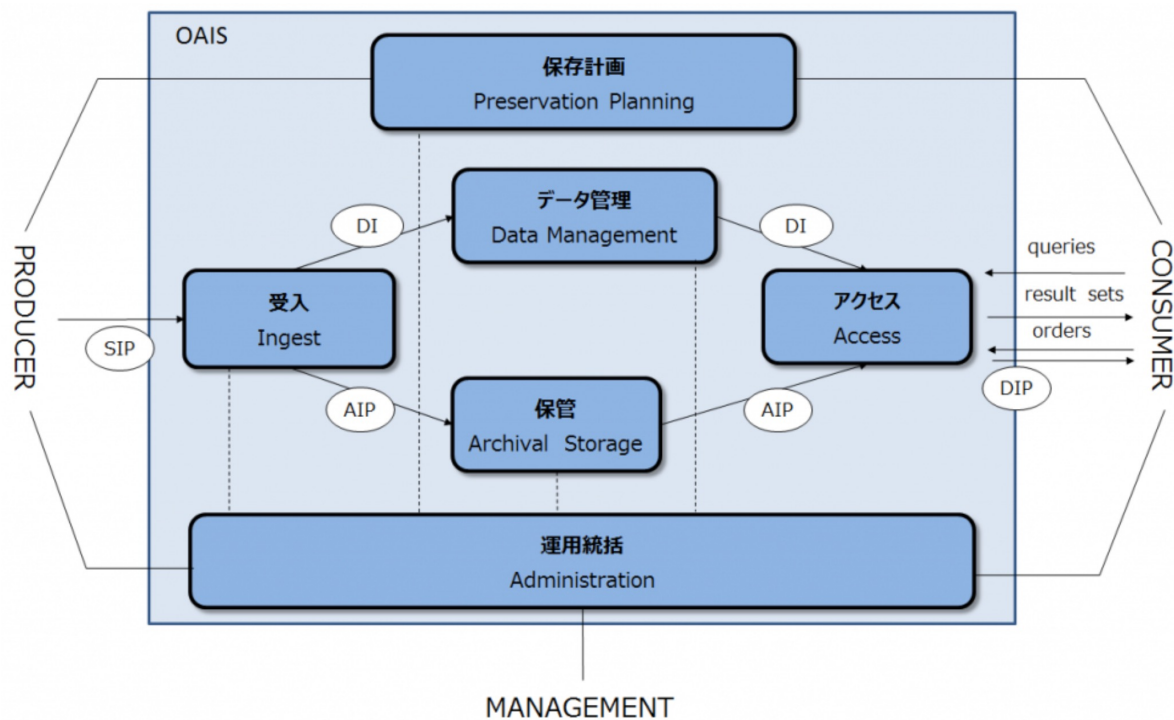 OAIS
保存計画
Preservation Planning
データ管理
Data Management
DI
DI
PRODUCER
SIP
受入
Ingest
アクセス
Access
queries
result sets
orders
DIP
CONSUMER
AIP
保管
Archival Storage
AIP
運用統括
Administration
MANAGEMENT